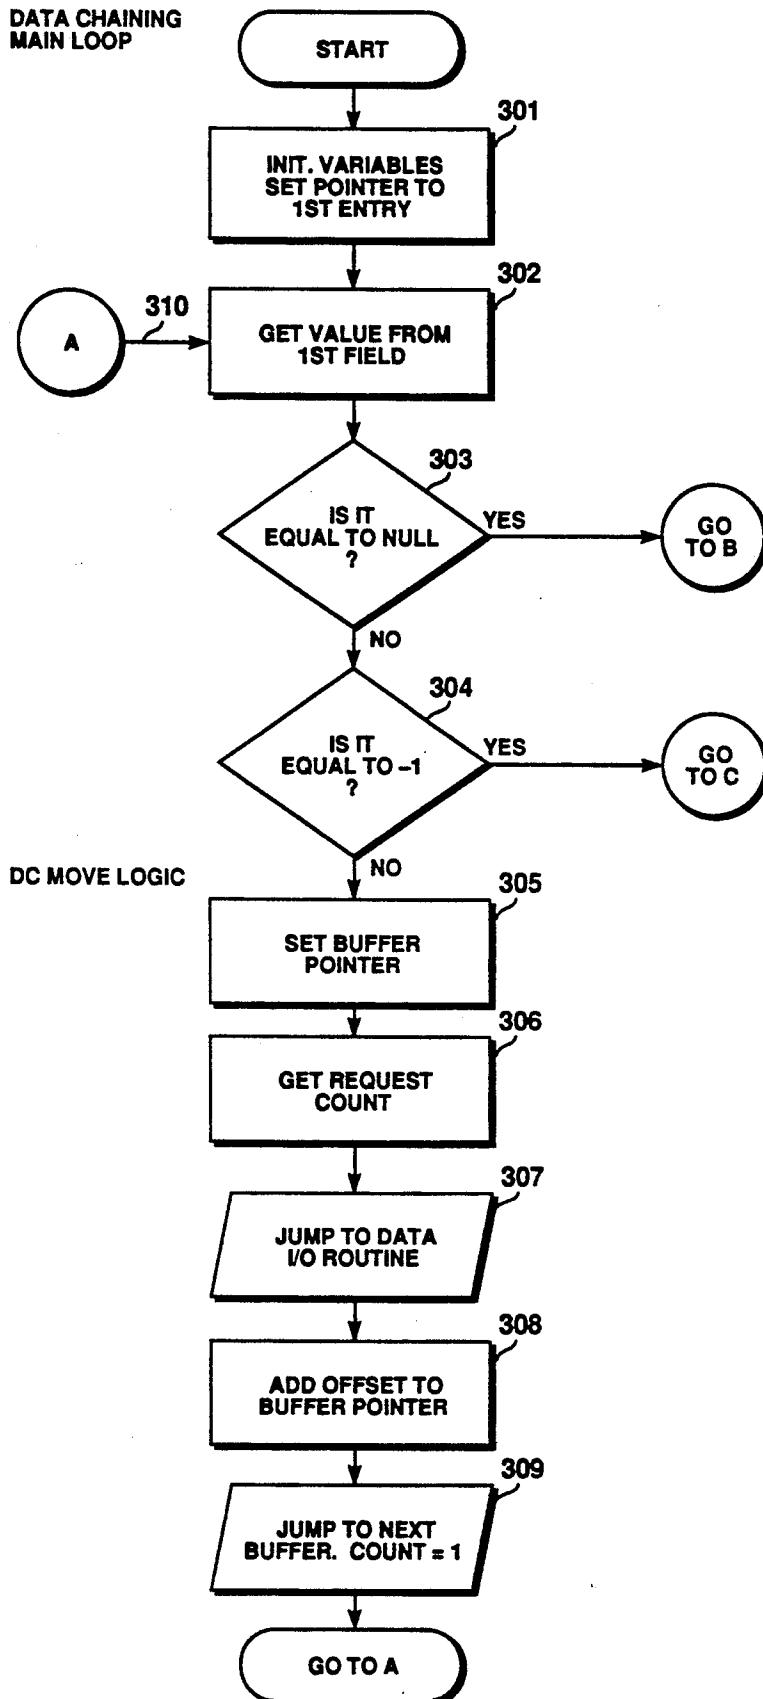 DATA CHAINING
MAIN LOOP
START
301
INIT. VARIABLES
SET POINTER TO
1ST ENTRY
302
A
310
GET VALUE FROM
1ST FIELD
303
IS IT
EQUAL TO NULL
?
YES
GO
TO B
NO
304
IS IT
EQUAL TO –1
?
YES
GO
TO C
NO
DC MOVE LOGIC
305
SET BUFFER
POINTER
306
GET REQUEST
COUNT
307
JUMP TO DATA
I/O ROUTINE
308
ADD OFFSET TO
BUFFER POINTER
309
JUMP TO NEXT
BUFFER. COUNT = 1
GO TO A